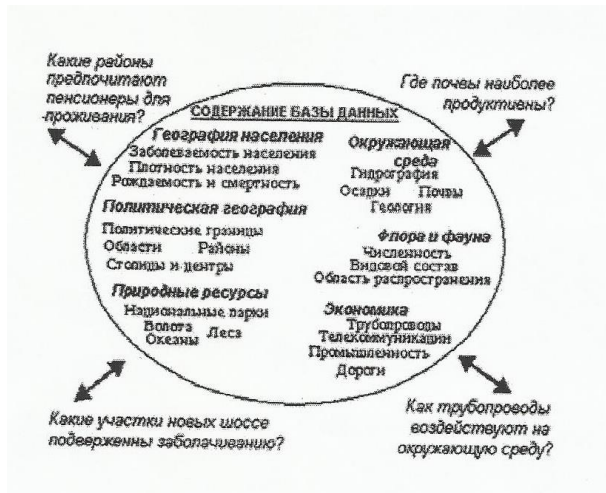 Какие районы
предпочитают
пенсионеры для
проживания?
Где почвы наиболее
продуктивны?
СОДЕРЖАНИЕ БАЗЫ ДАННЫХ
География населения
Заболеваемость населения
Плотность населения
Рождаемость и смертность
Политическая география
Политические границы
Области Районы
Столицы и центры
Природные ресурсы
Национальные парки
Волота Леса
Океаны
Окружающая
среда
Гидрография
Осадки Почвы
Геология
Флора и фауна
Численность
Видовой состав
Область распространения
Экономика
Трубопроводы
Телекоммуникации
Промышленность
Дороги
Какие участки новых шоссе
подверженны заболачиванию?
Как трубопроводы
воздействуют на
окружающую среду?